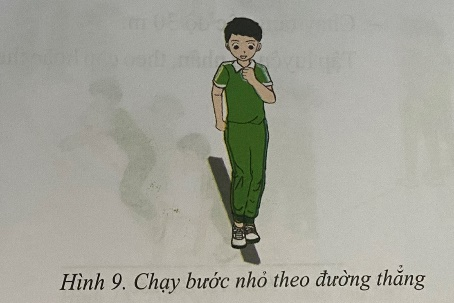 Hình 9. Chạy bước nhỏ theo đường thẳng